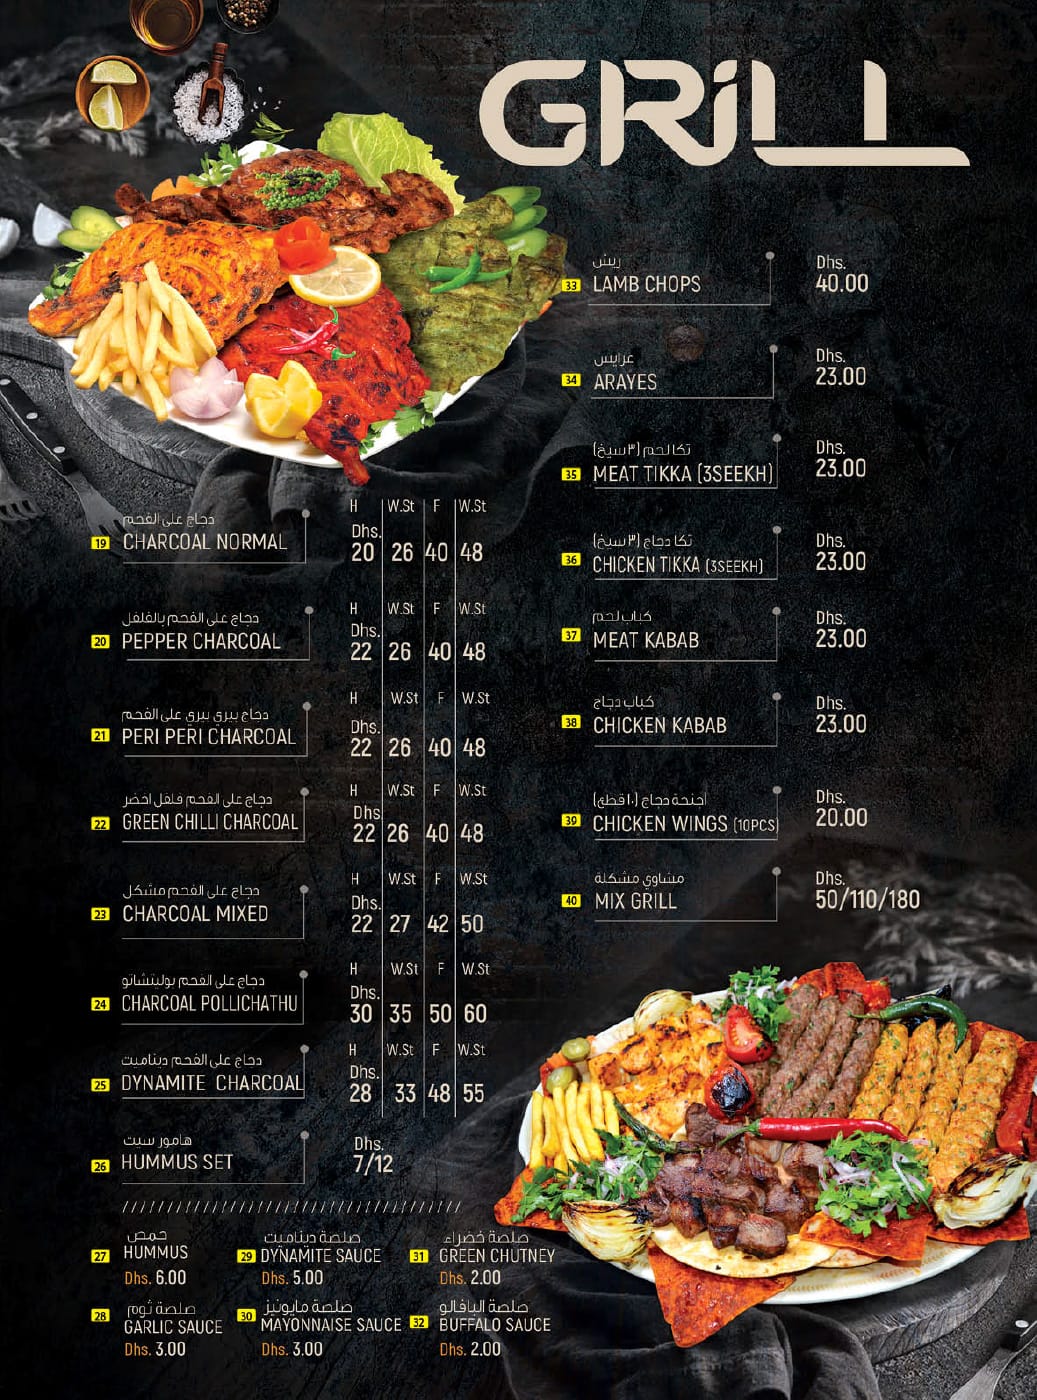 GRiLL
H W.St F W.St
دجاج على الفحم
19 CHARCOAL NORMAL
Dhs.
20 26 40 48
H W.St F W.St
دجاج على الفحم بالفلفل
20 PEPPER CHARCOAL
Dhs.
22 26 40 48
H W.St F W.St
دجاج بيري بيري على الفحم
21 PERI PERI CHARCOAL
Dhs.
22 26 40 48
H W.St F W.St
دجاج على الفحم فلفل اخضر
22 GREEN CHILLI CHARCOAL
Dhs
22 26 40 48
H W.St F W.St
دجاج على الفحم مشكل
23 CHARCOAL MIXED
Dhs.
22 27 42 50
H W.St F W.St
دجاج على الفحم بوليتشاتو
24 CHARCOAL POLLICHATHU
Dhs.
30 35 50 60
H W.St F W.St
دجاج على الفحم ديناميت
25 DYNAMITE CHARCOAL
Dhs.
28 33 48 55
هامور سيت
26 HUMMUS SET
Dhs.
7/12
حمص
27 HUMMUS
Dhs. 6.00
صلصة ثوم
28 GARLIC SAUCE
Dhs. 3.00
صلصة ديناميت
29 DYNAMITE SAUCE
Dhs. 5.00
صلصة مايونيز
30 MAYONNAISE SAUCE
Dhs. 3.00
صلصة خضراء
31 GREEN CHUTNEY
Dhs. 2.00
صلصة البافالو
32 BUFFALO SAUCE
Dhs. 2.00
ريش
33 LAMB CHOPS
Dhs.
40.00
عرايس
34 ARAYES
Dhs.
23.00
تكا لحم (٣ سيخ)
35 MEAT TIKKA (3SEEKH)
Dhs.
23.00
تكا دجاج (٣ سيخ)
36 CHICKEN TIKKA (3SEEKH)
Dhs.
23.00
كباب لحم
37 MEAT KABAB
Dhs.
23.00
كباب دجاج
38 CHICKEN KABAB
Dhs.
23.00
اجنحة دجاج (١٠ قطع)
39 CHICKEN WINGS (10PCS)
Dhs.
20.00
مشاوي مشكلة
40 MIX GRILL
Dhs.
50/110/180